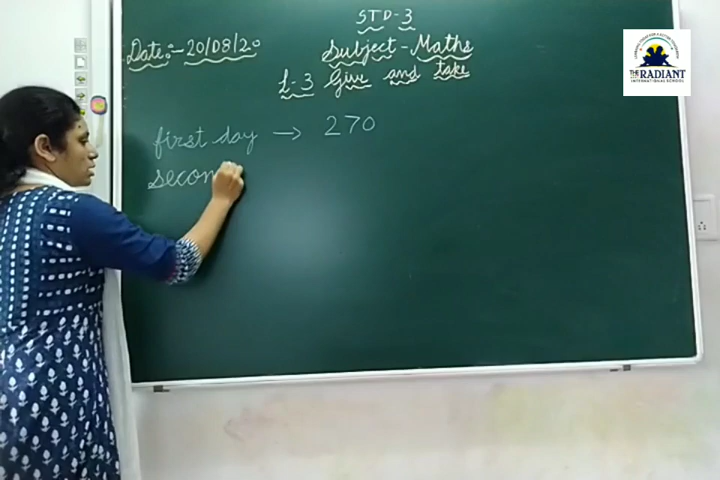 STD-3
Date:-20/08/20
Subject-Maths
L-3 Give and take
first day → 270
secon
THE RADIANT
INTERNATIONAL SCHOOL